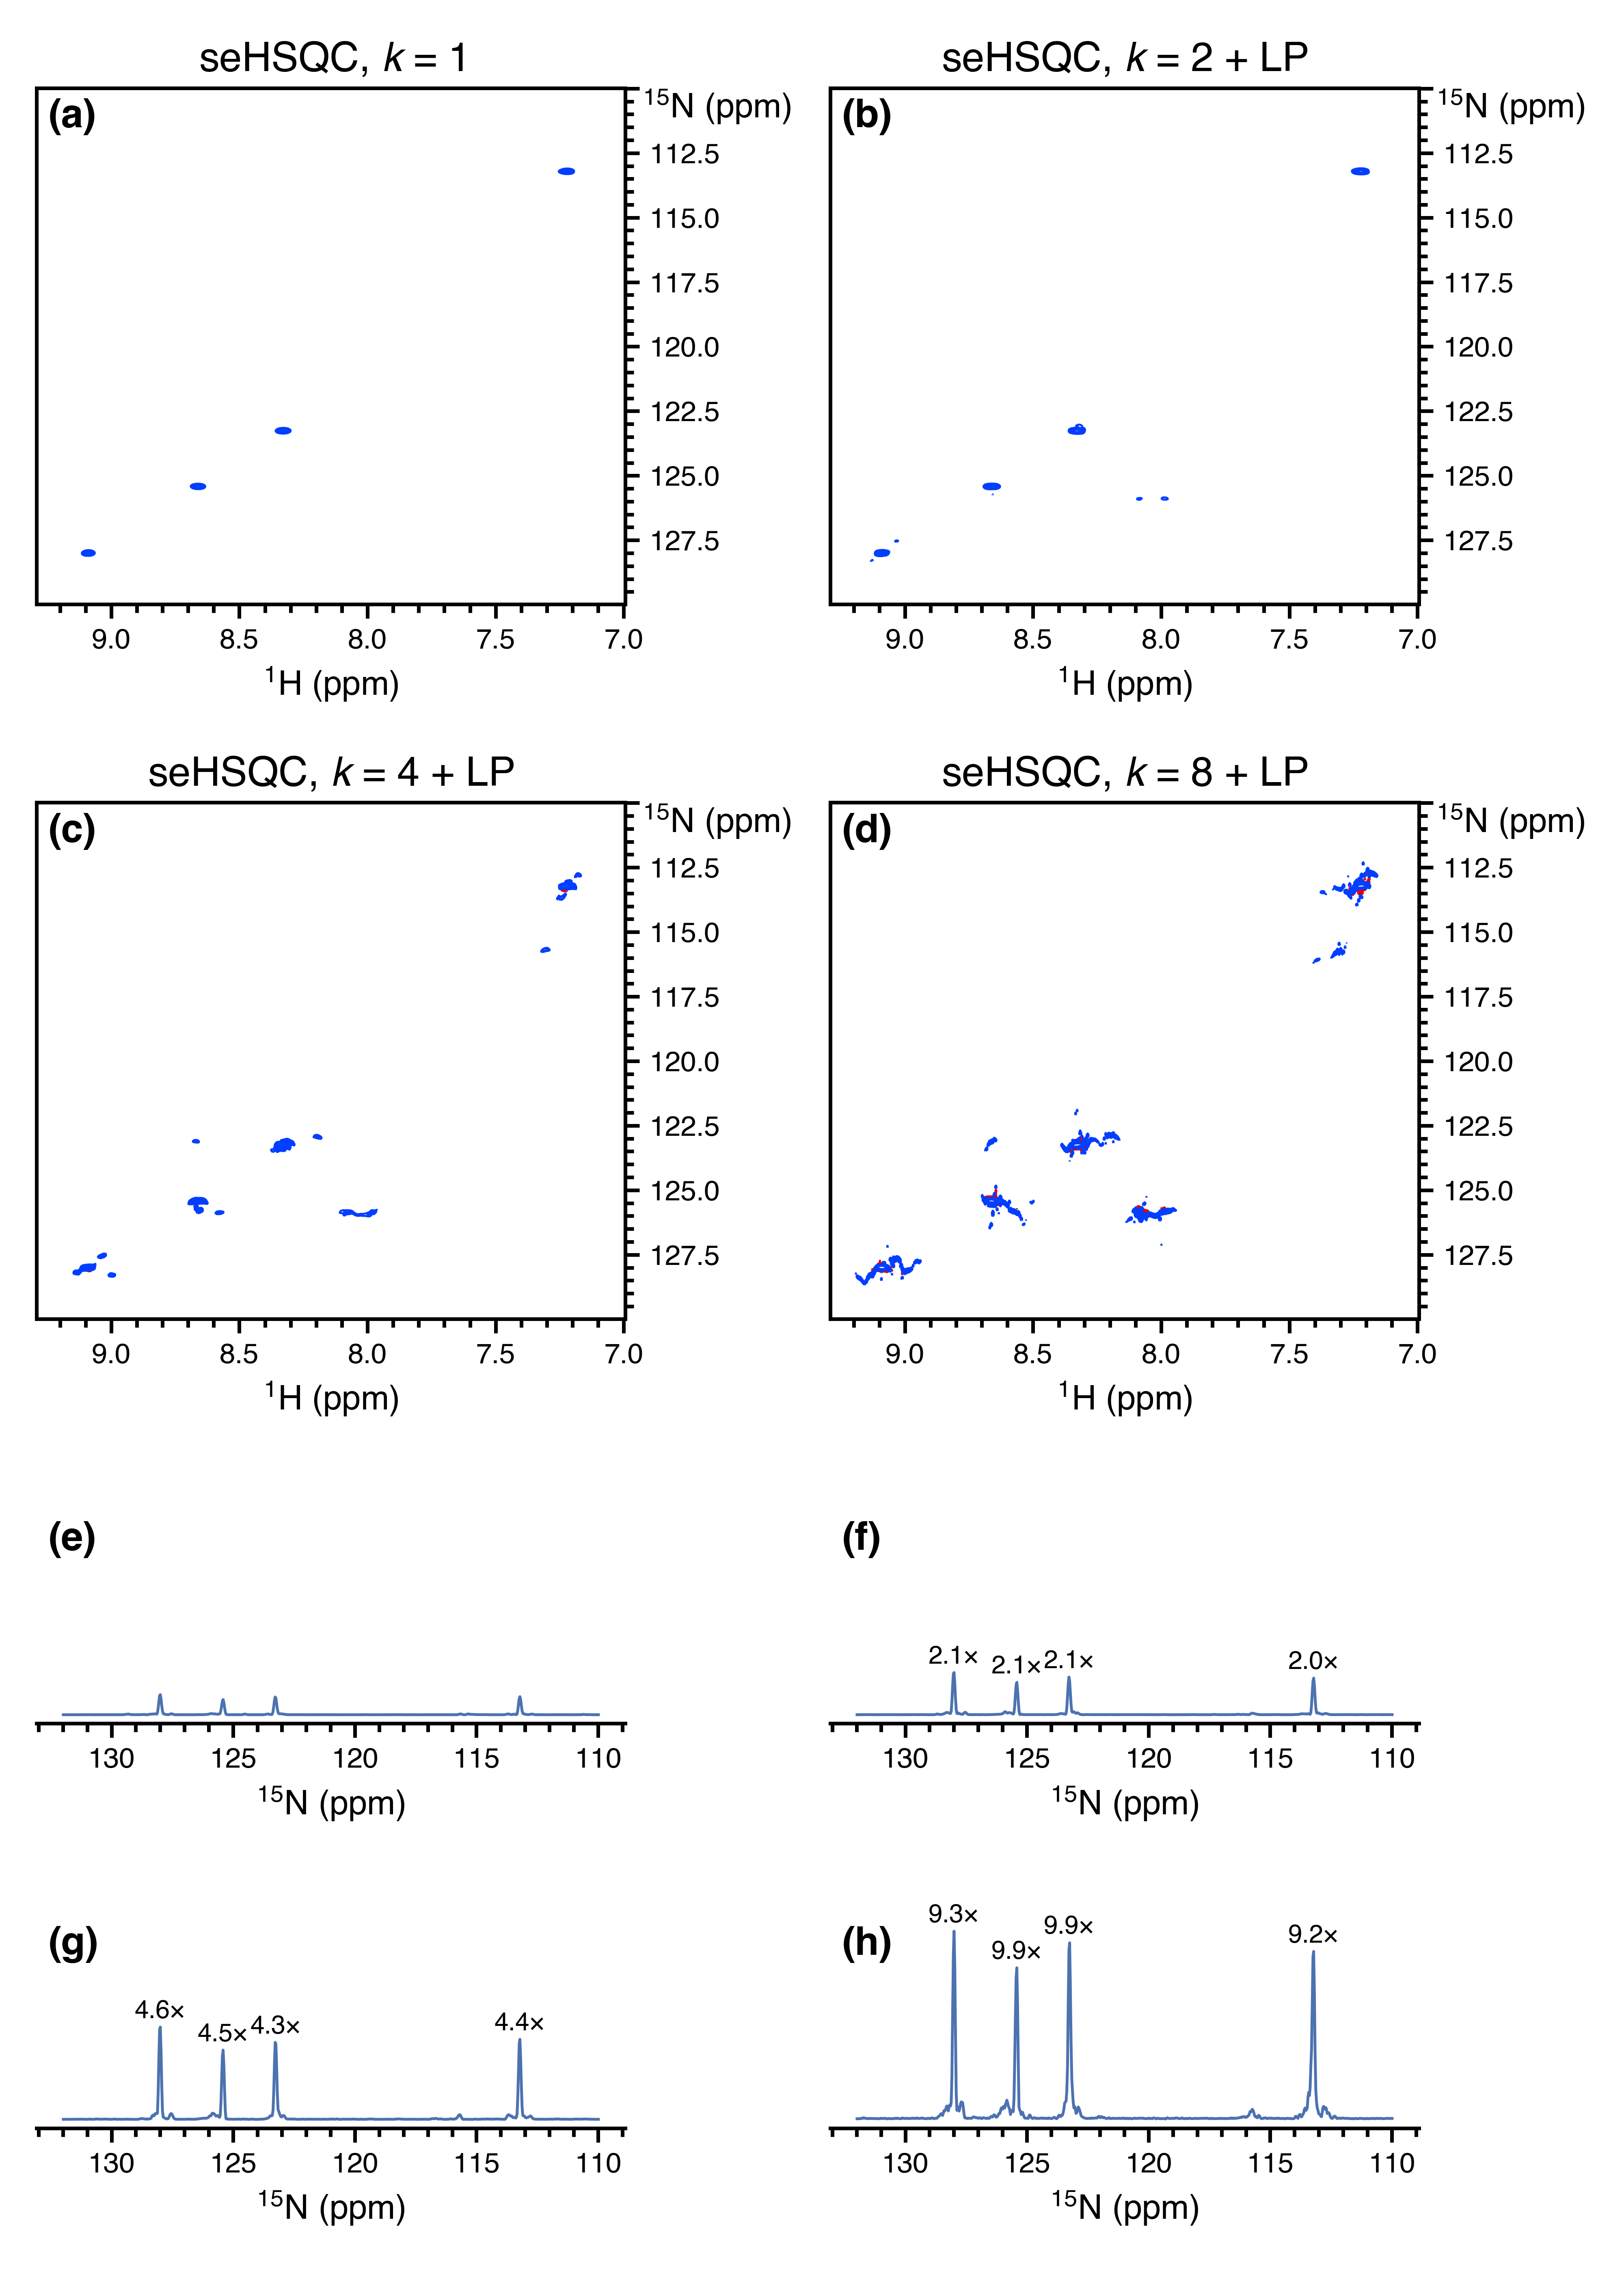 seHSQC, k = 1
seHSQC, k = 2 + LP
(a)
¹⁵N (ppm)
112.5
115.0
117.5
120.0
122.5
125.0
127.5
9.0 8.5 8.0 7.5 7.0
¹H (ppm)
(b)
¹⁵N (ppm)
112.5
115.0
117.5
120.0
122.5
125.0
127.5
9.0 8.5 8.0 7.5 7.0
¹H (ppm)
seHSQC, k = 4 + LP
seHSQC, k = 8 + LP
(c)
¹⁵N (ppm)
112.5
115.0
117.5
120.0
122.5
125.0
127.5
9.0 8.5 8.0 7.5 7.0
¹H (ppm)
(d)
¹⁵N (ppm)
112.5
115.0
117.5
120.0
122.5
125.0
127.5
9.0 8.5 8.0 7.5 7.0
¹H (ppm)
(e)
130 125 120 115 110
¹⁵N (ppm)
(f)
2.1× 2.1× 2.1× 2.0×
130 125 120 115 110
¹⁵N (ppm)
(g)
4.6× 4.5× 4.3× 4.4×
130 125 120 115 110
¹⁵N (ppm)
(h)
9.3× 9.9× 9.9× 9.2×
130 125 120 115 110
¹⁵N (ppm)